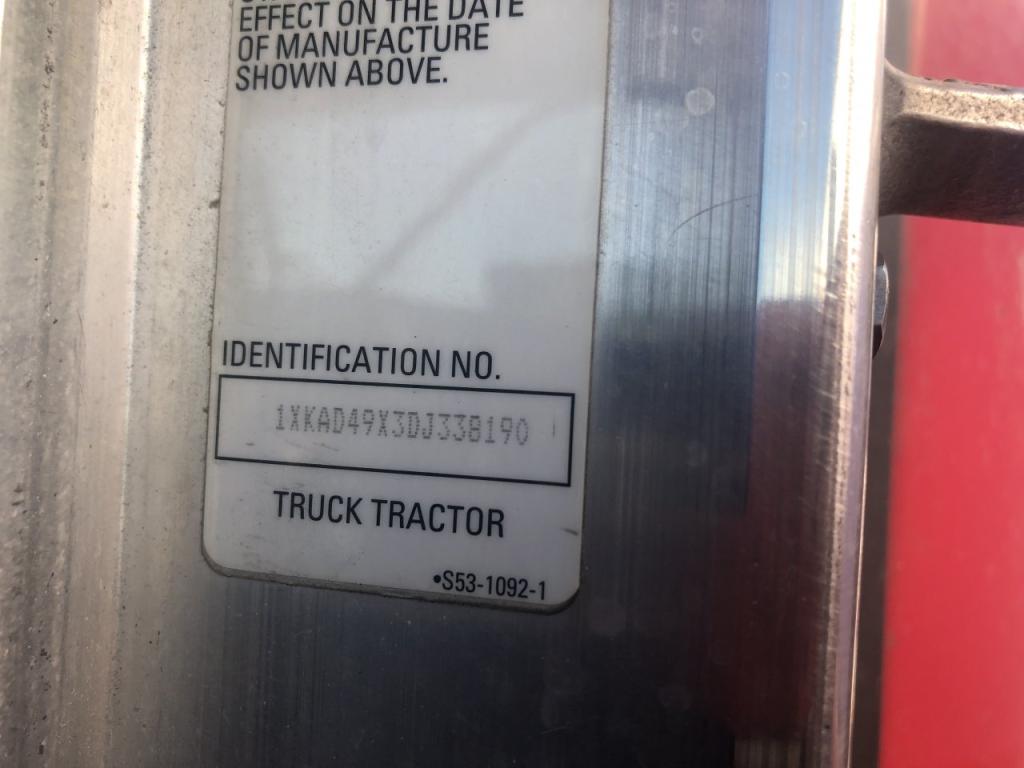 EFFECT ON THE DATE
OF MANUFACTURE
SHOWN ABOVE.
IDENTIFICATION NO.
1XKAD49X3DJ338190
TRUCK TRACTOR
•S53-1092-1